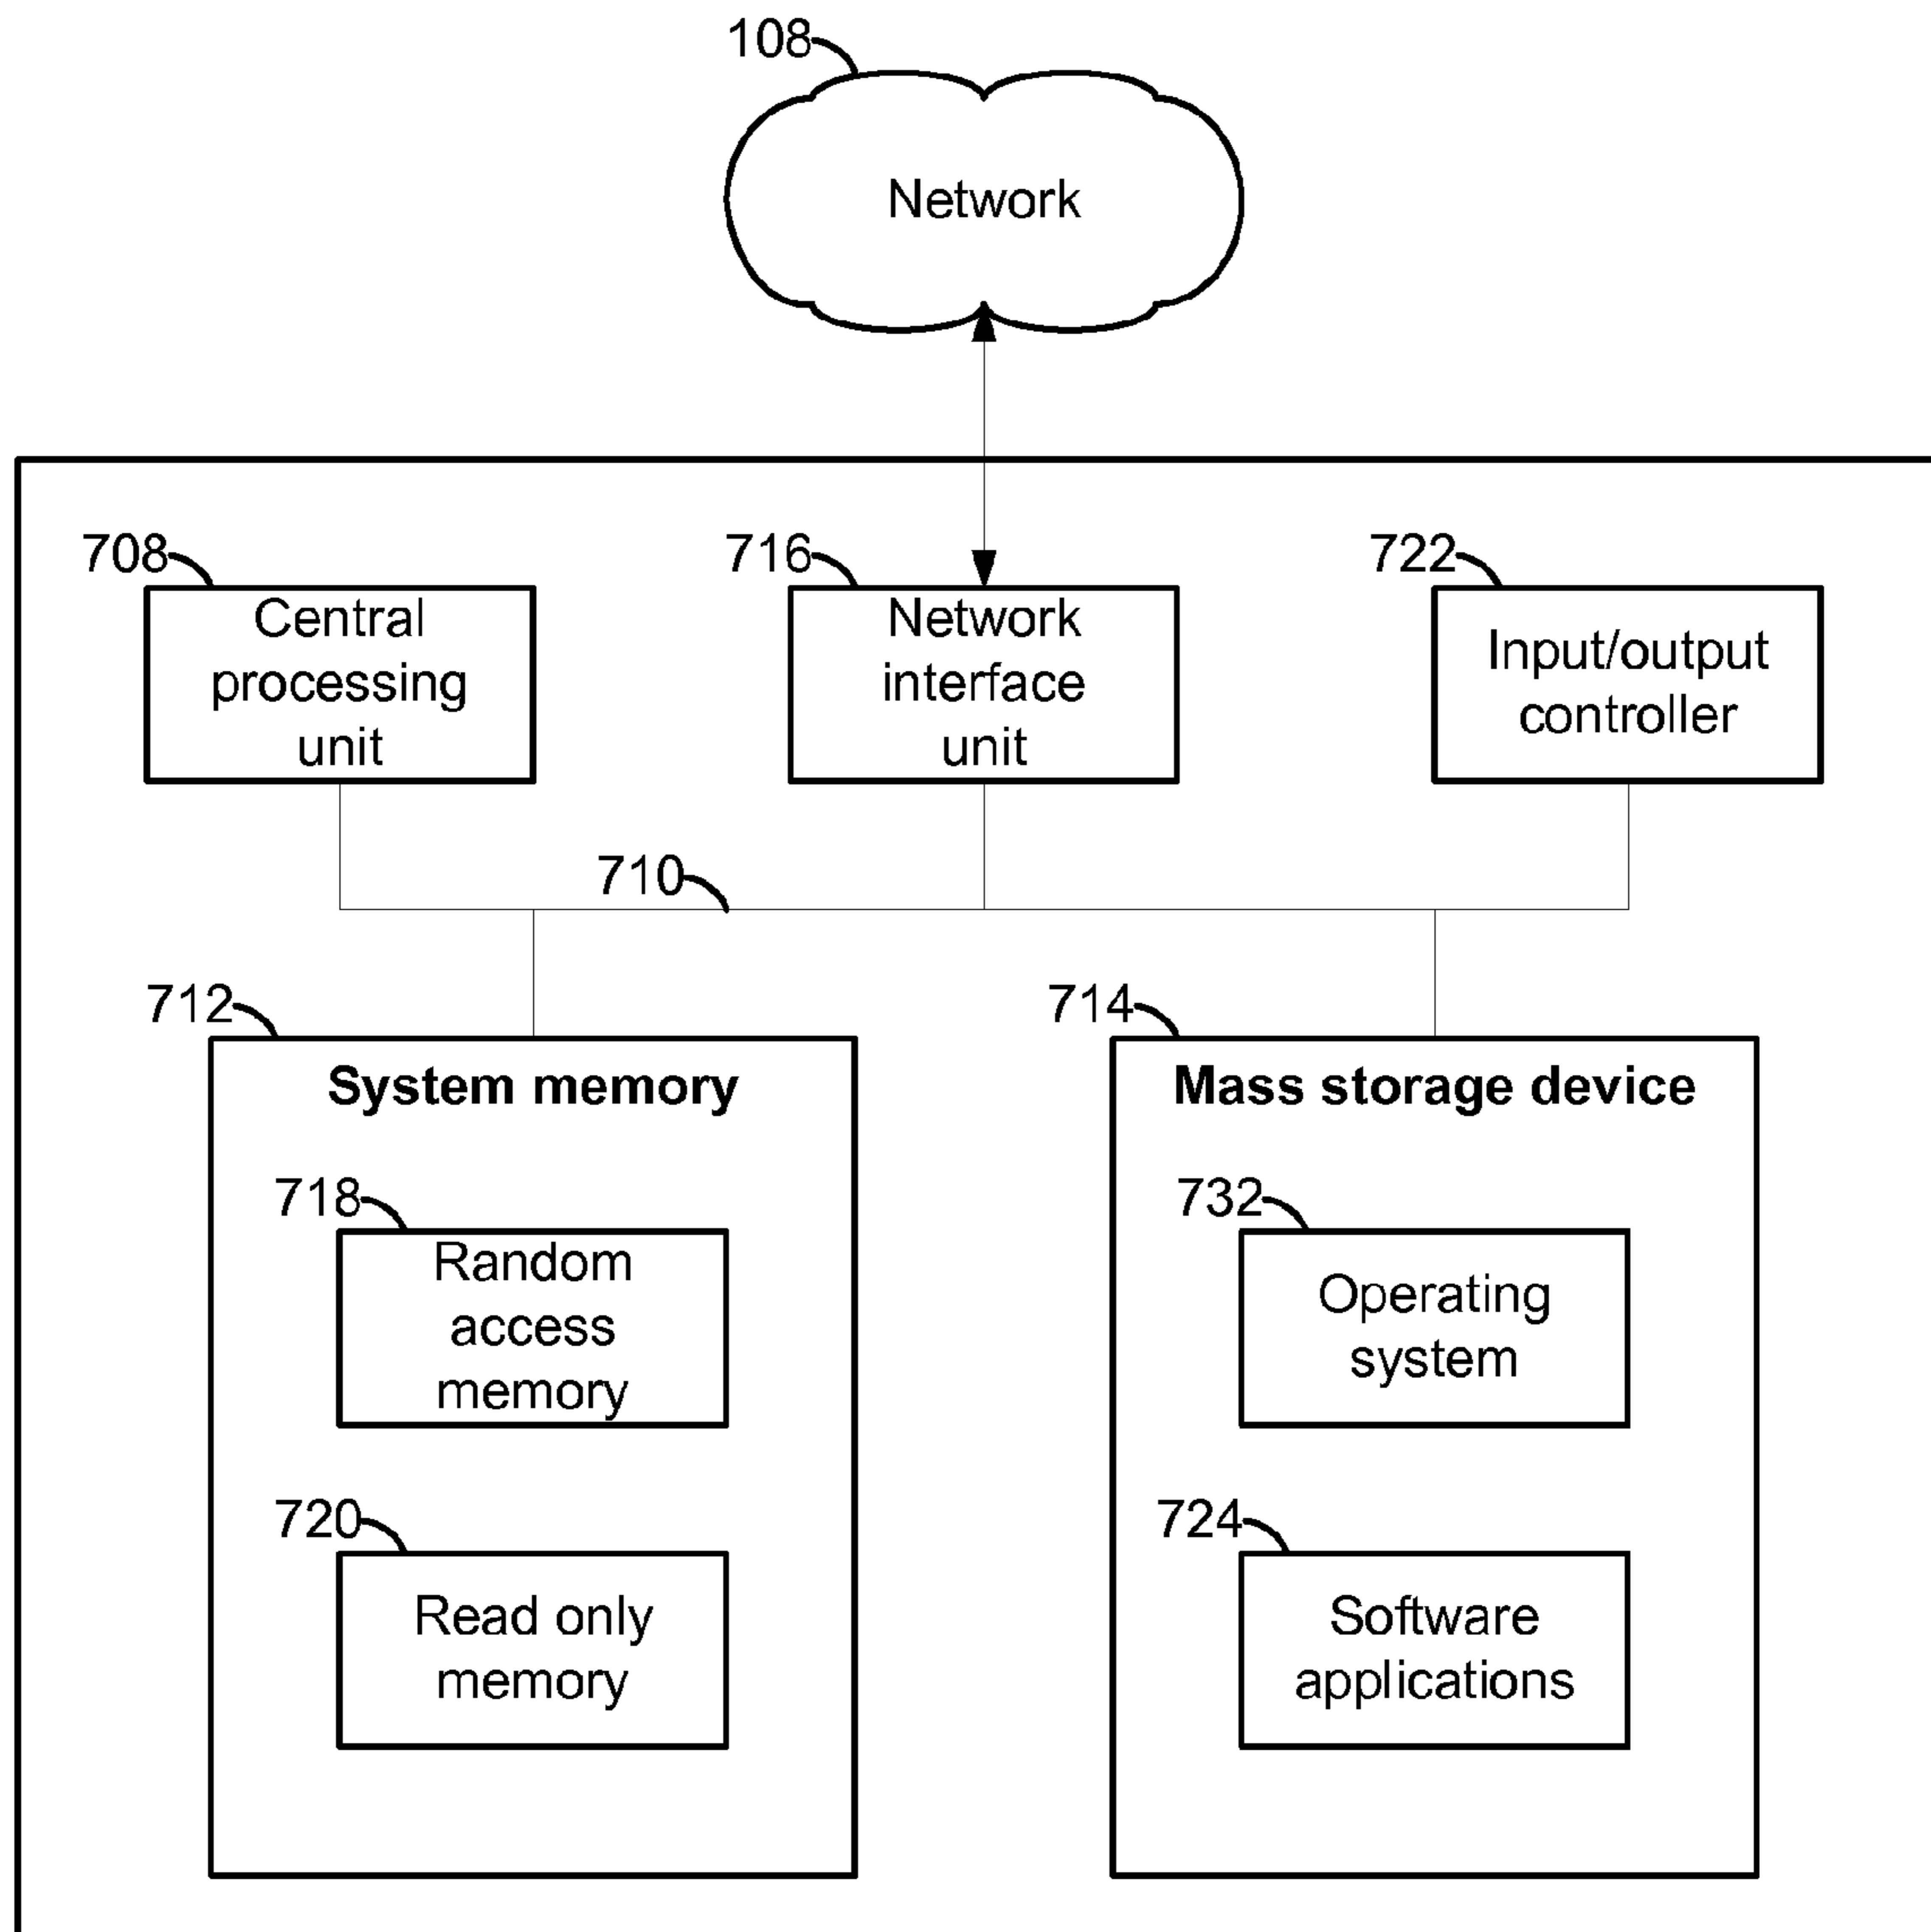 108
Network
708
716
722
Central
processing
unit
Network
interface
unit
Input/output
controller
710
712
714
System memory
Mass storage device
718
732
Random
access
memory
Operating
system
720
724
Read only
memory
Software
applications